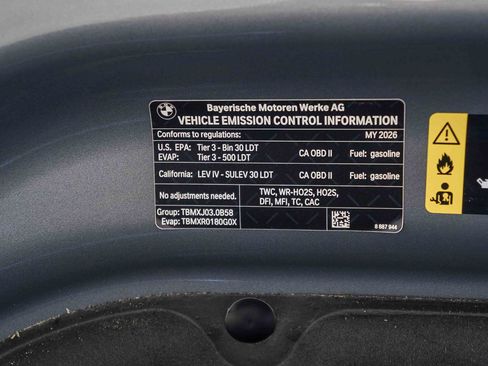 BMW
Bayerische Motoren Werke AG
VEHICLE EMISSION CONTROL INFORMATION
Conforms to regulations: MY 2026
U.S. EPA: Tier 3 - Bin 30 LDT CA OBD II Fuel: gasoline
EVAP: Tier 3 - 500 LDT
California: LEV IV - SULEV 30 LDT CA OBD II Fuel: gasoline
No adjustments needed. TWC, WR-HO2S, HO2S,
DFI, MFI, TC, CAC
Group: TBMXJ03.0B58
Evap: TBMXR0180G0X
8 887 944